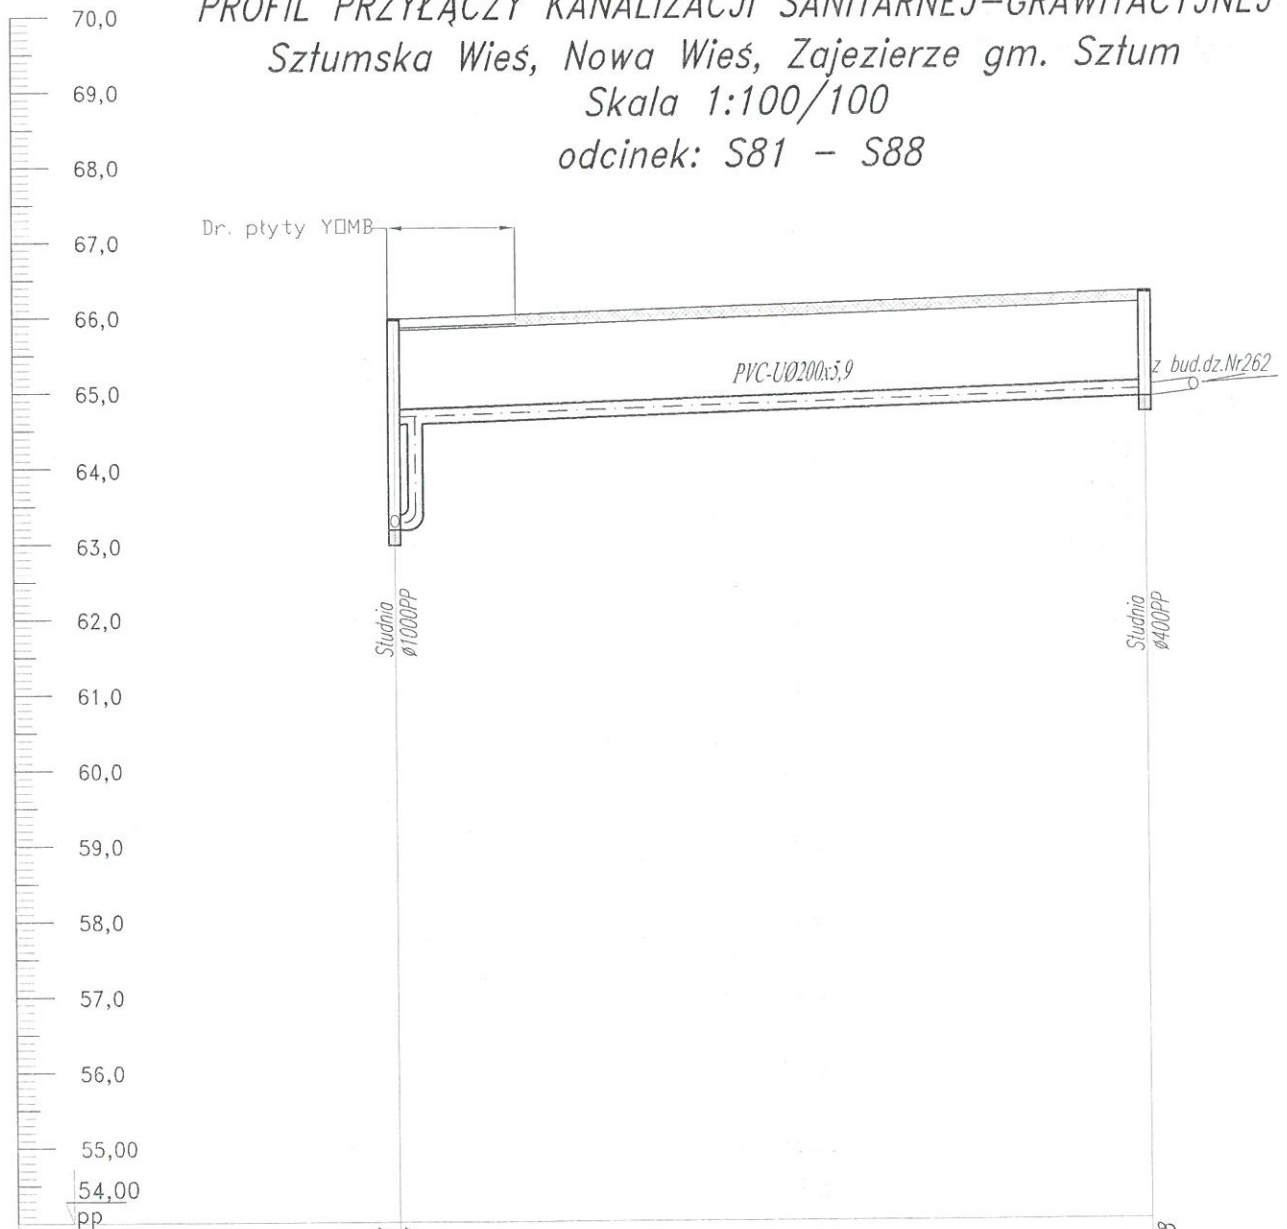 PROFIL PRZYŁĄCZY KANALIZACJI SANITARNEJ-GRAWITACYJNEJ
Sztumska Wieś, Nowa Wieś, Zajezierze gm. Sztum
Skala 1:100/100
odcinek: S81 - S88
70,0
69,0
68,0
67,0
66,0
65,0
64,0
63,0
62,0
61,0
60,0
59,0
58,0
57,0
56,0
55,00
54,00
pp
Dr. płyty YOMB
PVC-UØ200x5,9
z bud.dz.Nr262
Studnia
ø1000PP
Studnia
ø400PP